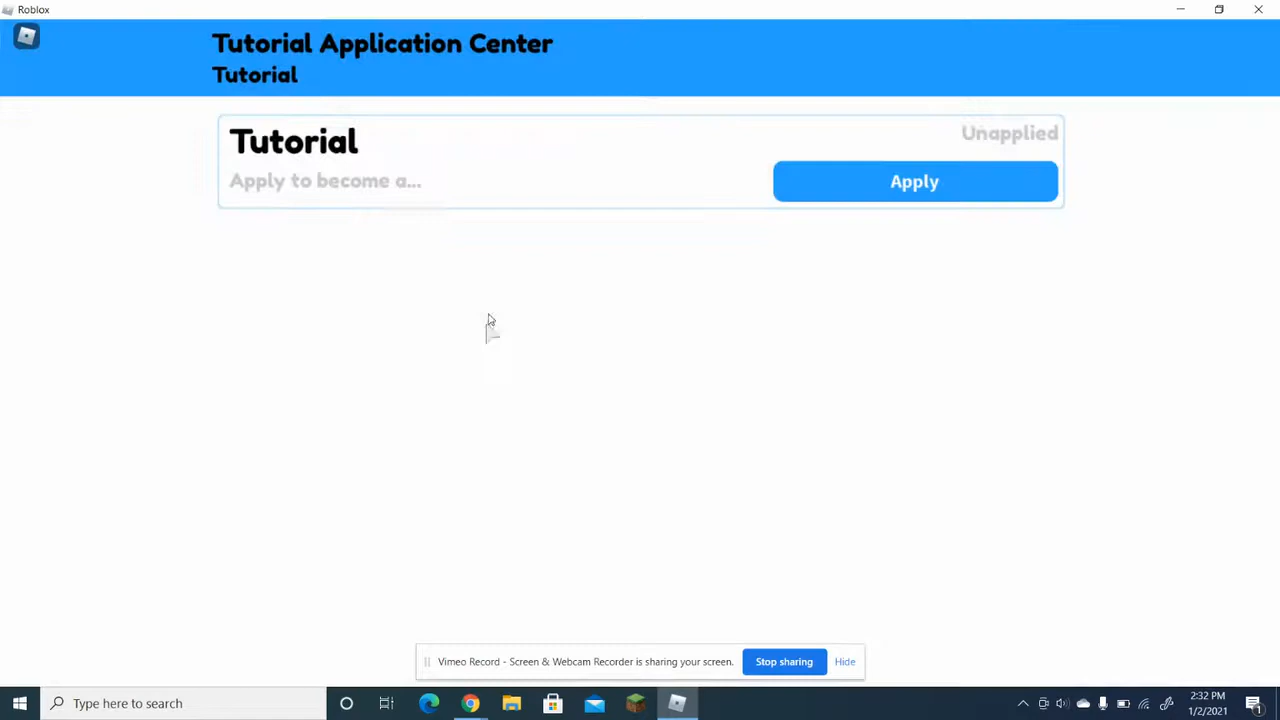 Roblox
Tutorial Application Center
Tutorial
Tutorial
Unapplied
Apply to become a...
Apply
Vimeo Record - Screen & Webcam Recorder is sharing your screen.
Stop sharing
Hide
Type here to search
2:32 PM
1/2/2021
1